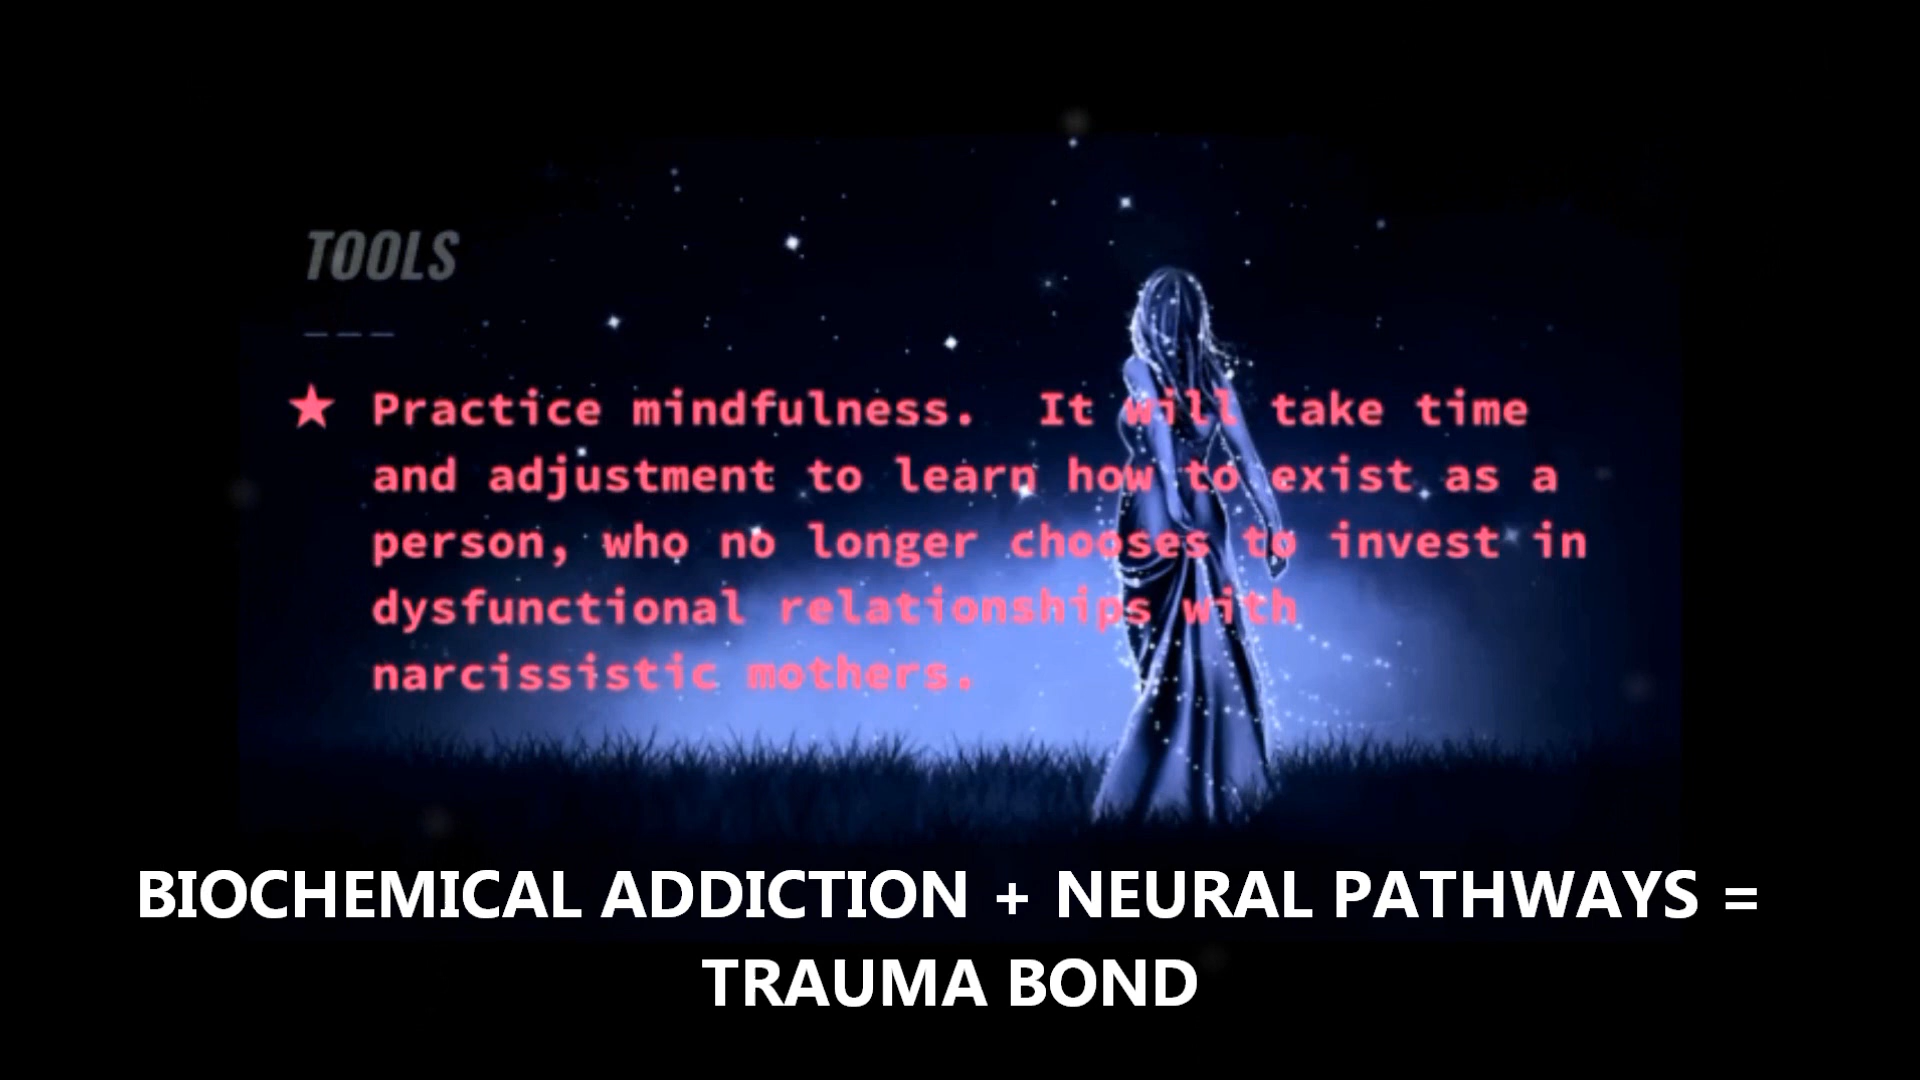 TOOLS
★ Practice mindfulness. It will take time
and adjustment to learn how to exist as a
person, who no longer chooses to invest in
dysfunctional relationships with
narcissistic mothers.
BIOCHEMICAL ADDICTION + NEURAL PATHWAYS =
TRAUMA BOND